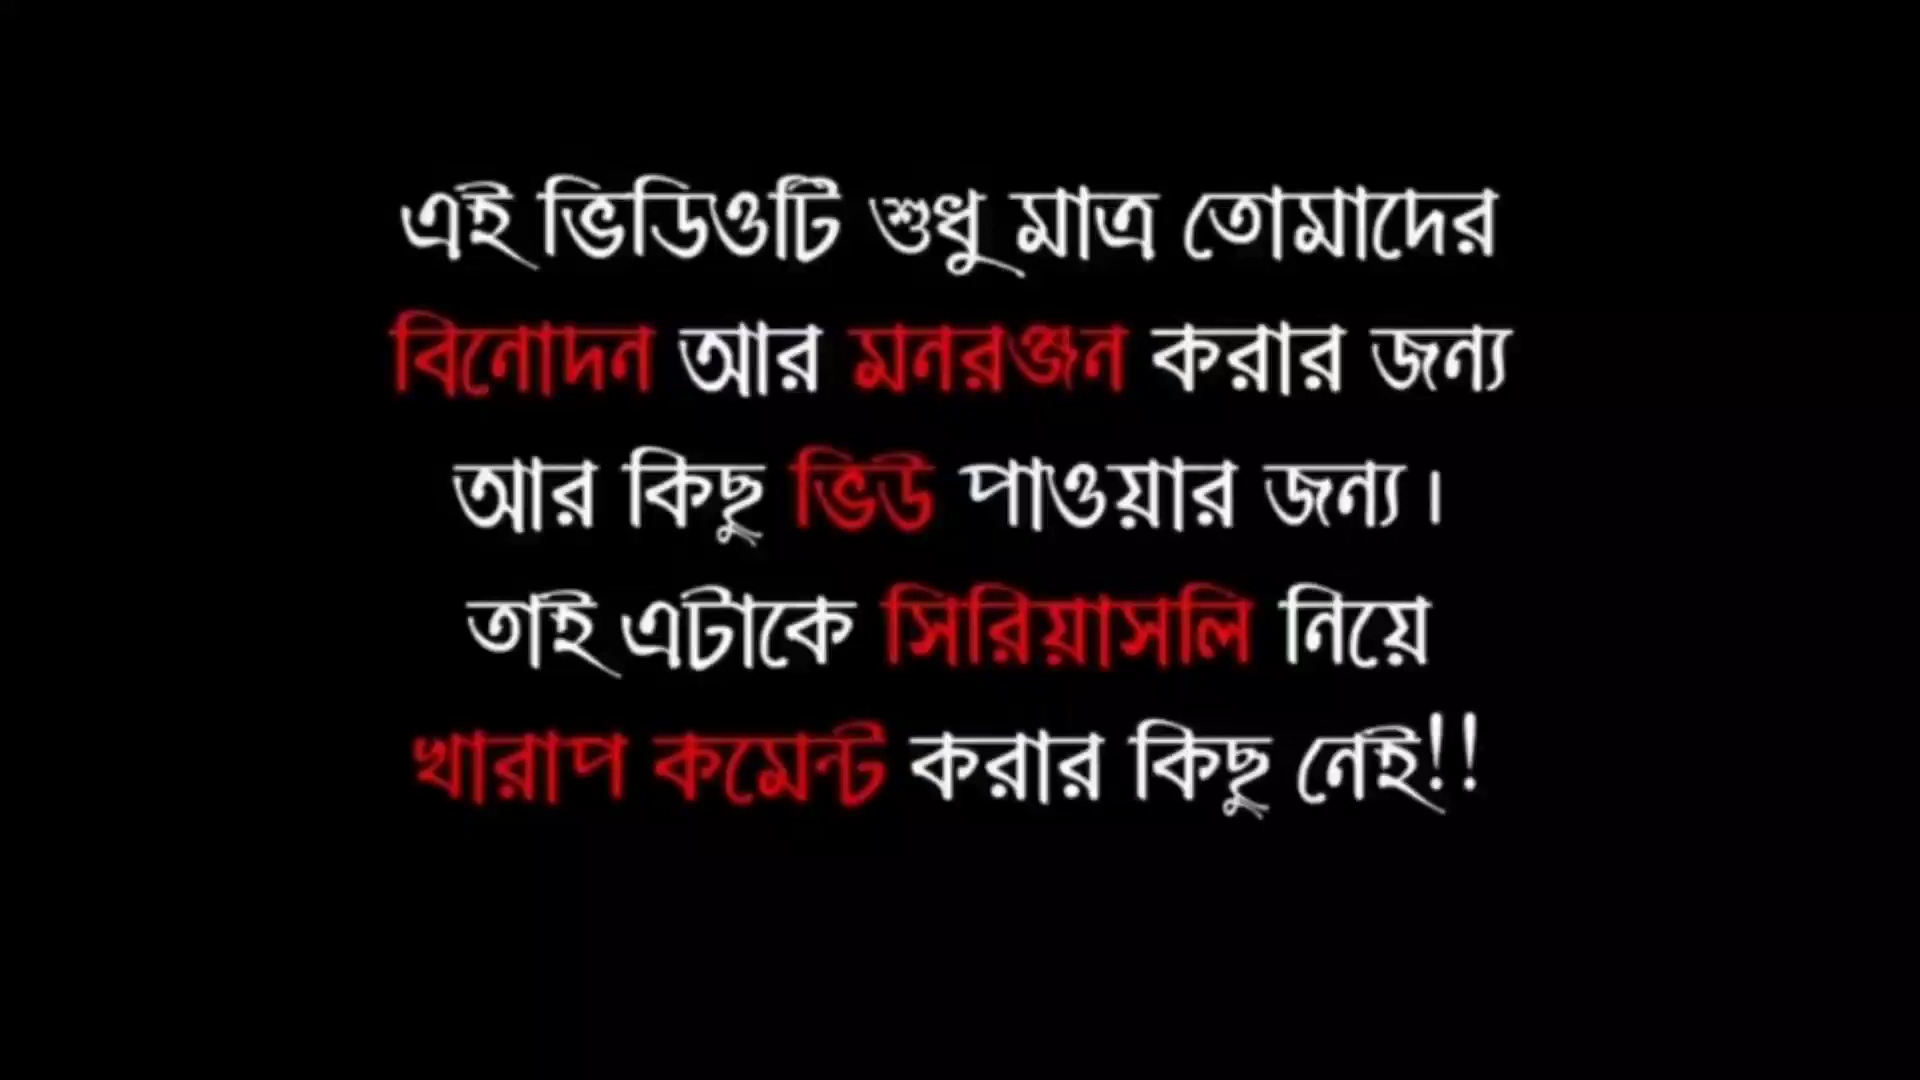 এই ভিডিওটি শুধু মাত্র তোমাদের
বিনোদন আর মনরঞ্জন করার জন্য
আর কিছু ভিউ পাওয়ার জন্য।
তাই এটাকে সিরিয়াসলি নিয়ে
খারাপ কমেন্ট করার কিছু নেই!!